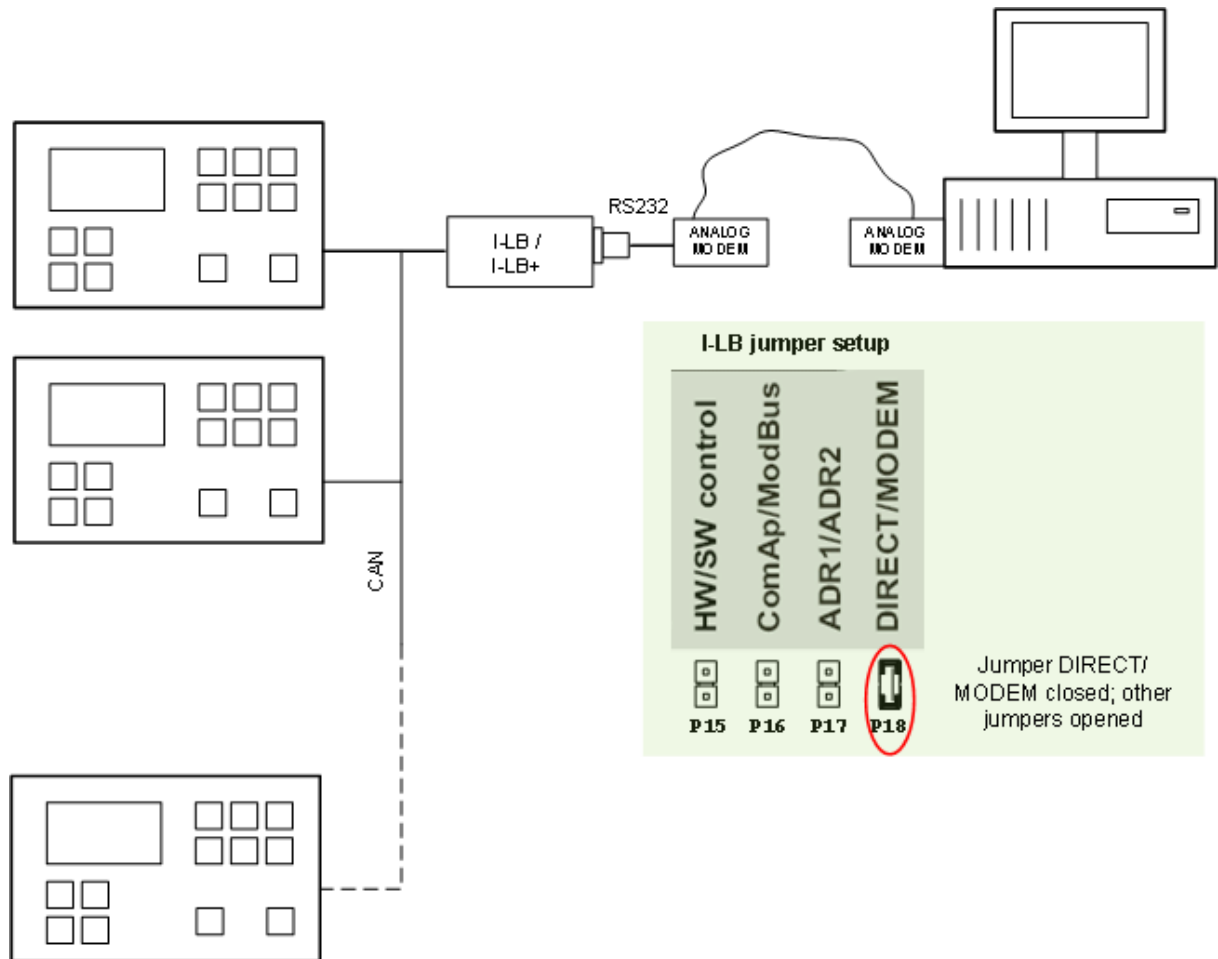 I-LB /
I-LB+
RS232
ANALOG
MODEM
ANALOG
MODEM
CAN
I-LB jumper setup
HW/SW control
ComAp/ModBus
ADR1/ADR2
DIRECT/MODEM
P15
P16
P17
P18
Jumper DIRECT/
MODEM closed; other
jumpers opened